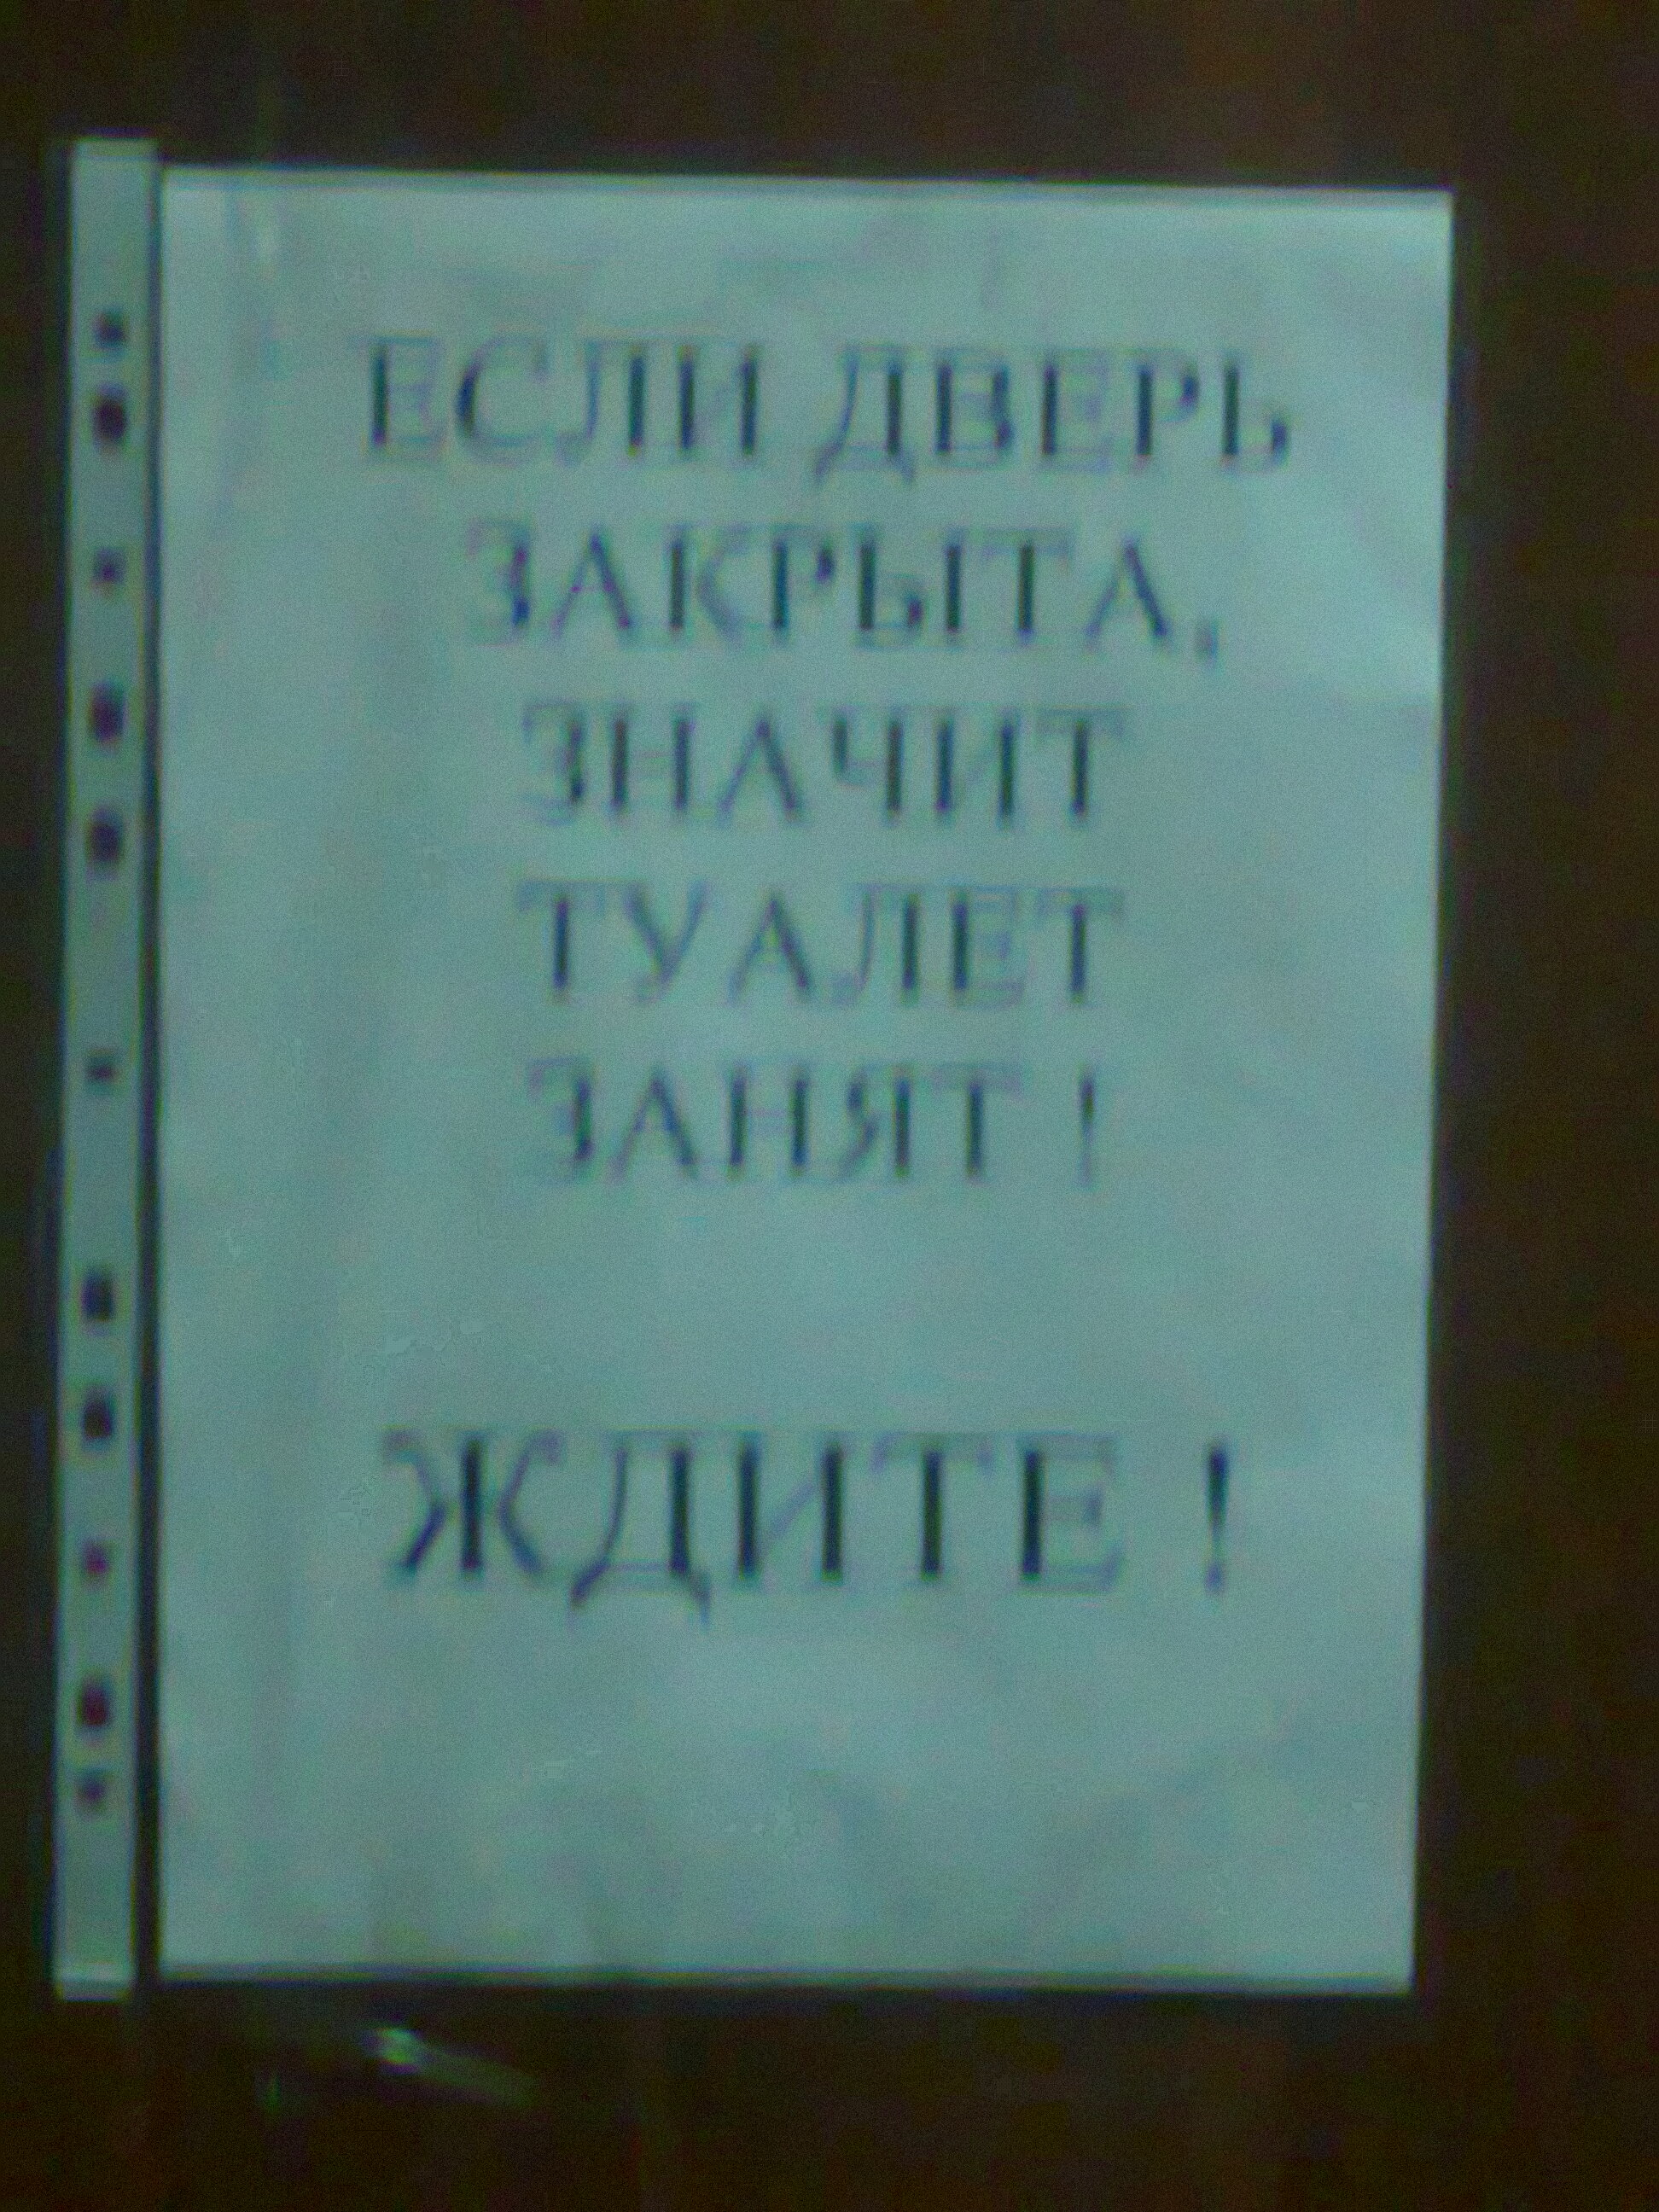 ЕСЛИ ДВЕРЬ
ЗАКРЫТА,
ЗНАЧИТ
ТУАЛЕТ
ЗАНЯТ !
ЖДИТЕ !